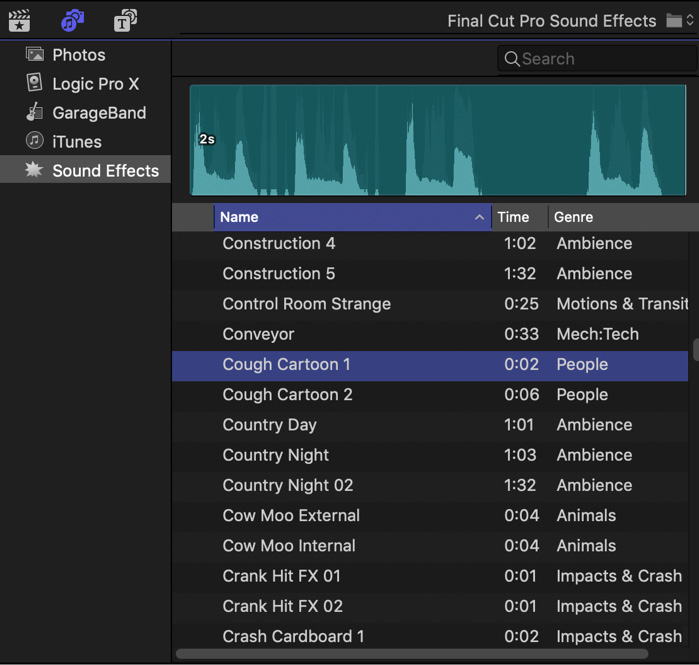 Final Cut Pro Sound Effects
Photos
Logic Pro X
GarageBand
iTunes
Sound Effects
Search
2s
Name Time Genre
Construction 4 1:02 Ambience
Construction 5 1:32 Ambience
Control Room Strange 0:25 Motions & Transit
Conveyor 0:33 Mech:Tech
Cough Cartoon 1 0:02 People
Cough Cartoon 2 0:06 People
Country Day 1:01 Ambience
Country Night 1:03 Ambience
Country Night 02 1:32 Ambience
Cow Moo External 0:04 Animals
Cow Moo Internal 0:04 Animals
Crank Hit FX 01 0:01 Impacts & Crash
Crank Hit FX 02 0:01 Impacts & Crash
Crash Cardboard 1 0:02 Impacts & Crash